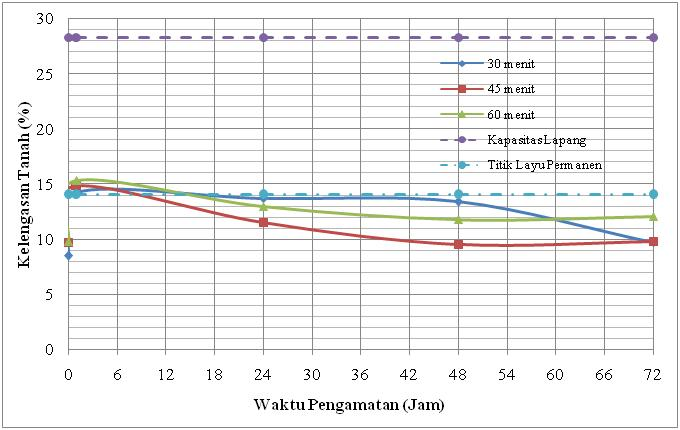 30
25
20
15
10
5
0
Kelengasan Tanah (%)
30 menit
45 menit
60 menit
Kapasitas Lapang
Titik Layu Permanen
0 6 12 18 24 30 36 42 48 54 60 66 72
Waktu Pengamatan (Jam)